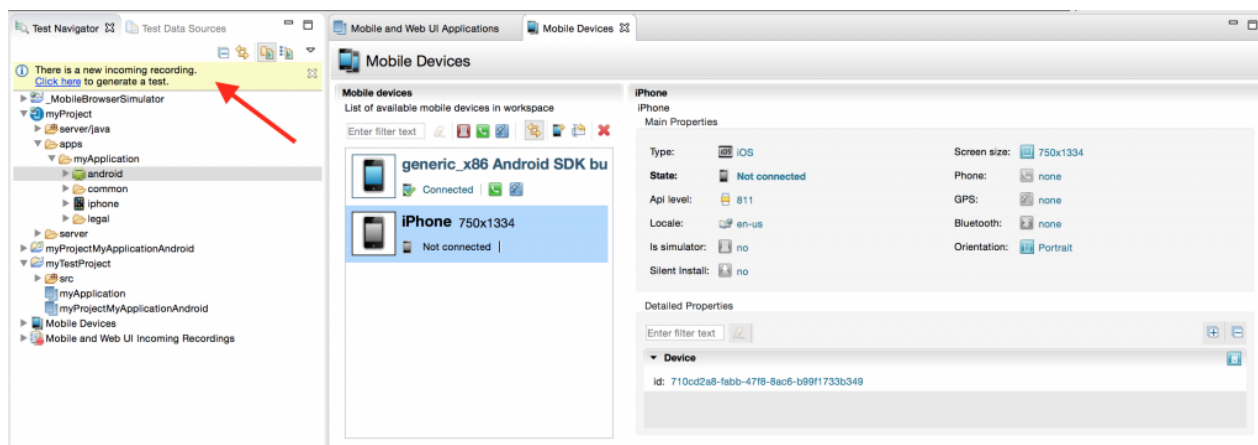 Test Navigator
Test Data Sources
There is a new incoming recording.
Click here to generate a test.
_MobileBrowserSimulator
myProject
server/java
apps
myApplication
android
common
iphone
legal
server
myProjectMyApplicationAndroid
myTestProject
src
myApplication
myProjectMyApplicationAndroid
Mobile Devices
Mobile and Web UI Incoming Recordings
Mobile and Web UI Applications
Mobile Devices
Mobile Devices
Mobile devices
List of available mobile devices in workspace
Enter filter text
generic_x86 Android SDK bu
Connected
iPhone 750x1334
Not connected
iPhone
iPhone
Main Properties
Type: iOS
Screen size: 750x1334
State: Not connected
Phone: none
Api level: 811
GPS: none
Locale: en-us
Bluetooth: none
Is simulator: no
Orientation: Portrait
Silent Install: no
Detailed Properties
Enter filter text
Device
id: 710cd2a8-fabb-47f8-8ac6-b99f1733b349